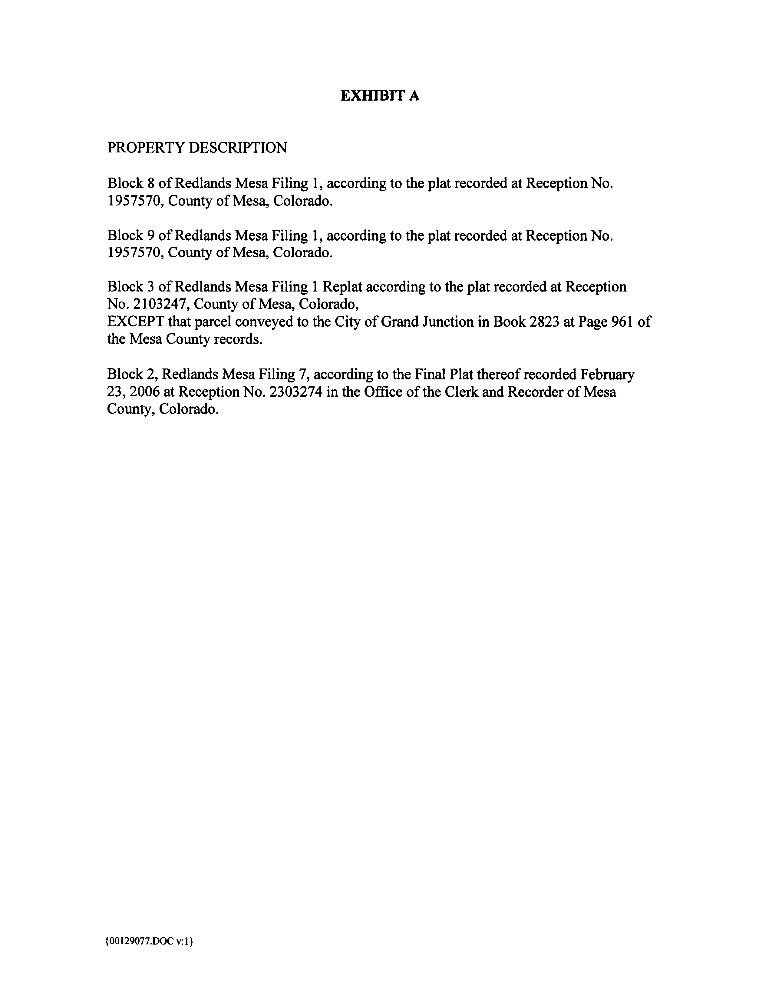 EXHIBIT A
PROPERTY DESCRIPTION
Block 8 of Redlands Mesa Filing 1, according to the plat recorded at Reception No.
1957570, County of Mesa, Colorado.
Block 9 of Redlands Mesa Filing 1, according to the plat recorded at Reception No.
1957570, County of Mesa, Colorado.
Block 3 of Redlands Mesa Filing 1 Replat according to the plat recorded at Reception
No. 2103247, County of Mesa, Colorado,
EXCEPT that parcel conveyed to the City of Grand Junction in Book 2823 at Page 961 of
the Mesa County records.
Block 2, Redlands Mesa Filing 7, according to the Final Plat thereof recorded February
23, 2006 at Reception No. 2303274 in the Office of the Clerk and Recorder of Mesa
County, Colorado.
{00129077.DOC v:1}